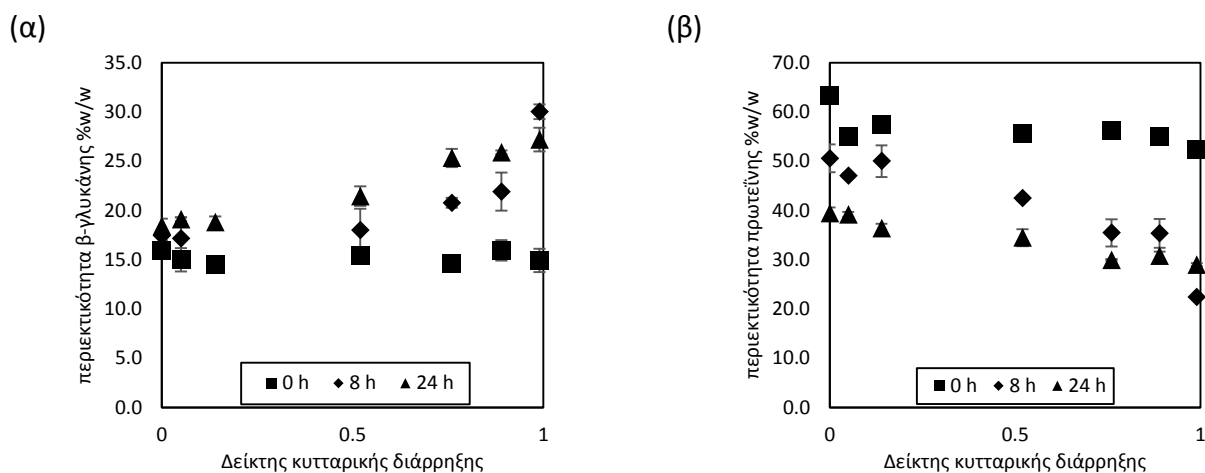 (α)
περιεκτικότητα β-γλυκάνης %w/w
35.0
30.0
25.0
20.0
15.0
10.0
5.0
0.0
0 h 8 h 24 h
0 0.5 1
Δείκτης κυτταρικής διάρρηξης
(β)
περιεκτικότητα πρωτεΐνης %w/w
70.0
60.0
50.0
40.0
30.0
20.0
10.0
0.0
0 h 8 h 24 h
0 0.5 1
Δείκτης κυτταρικής διάρρηξης